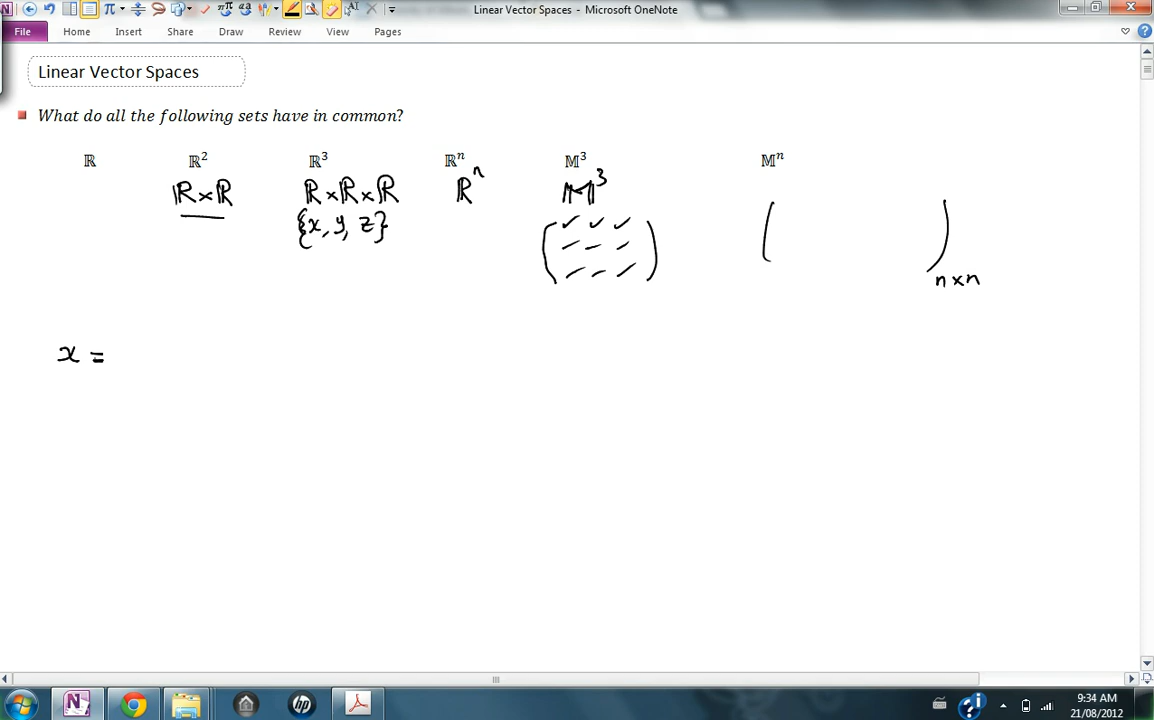 Linear Vector Spaces - Microsoft OneNote
File Home Insert Share Draw Review View Pages
Linear Vector Spaces
What do all the following sets have in common?
ℝ ℝ² ℝ³ ℝⁿ 𝕄³ 𝕄ⁿ
ℝ×ℝ ℝ×ℝ×ℝ ℝⁿ 𝕄³
{x, y, z}
n×n
x =
9:34 AM
21/08/2012